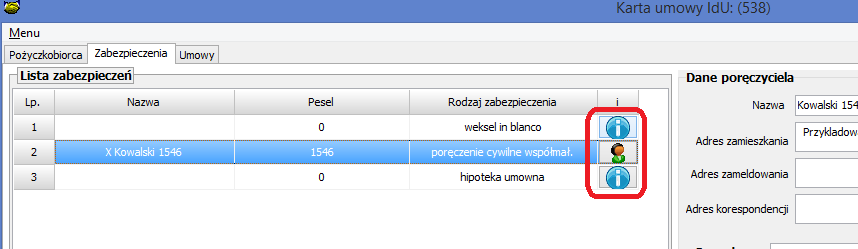 Karta umowy IdU: (538)
Menu
Pożyczkobiorca Zabezpieczenia Umowy
Lista zabezpieczeń
Lp. Nazwa Pesel Rodzaj zabezpieczenia i
1 0 weksel in blanco
2 X Kowalski 1546 1546 poręczenie cywilne współmał.
3 0 hipoteka umowna
Dane poręczyciela
Nazwa Kowalski 154
Adres zamieszkania Przykladow
Adres zameldowania
Adres korespondencji